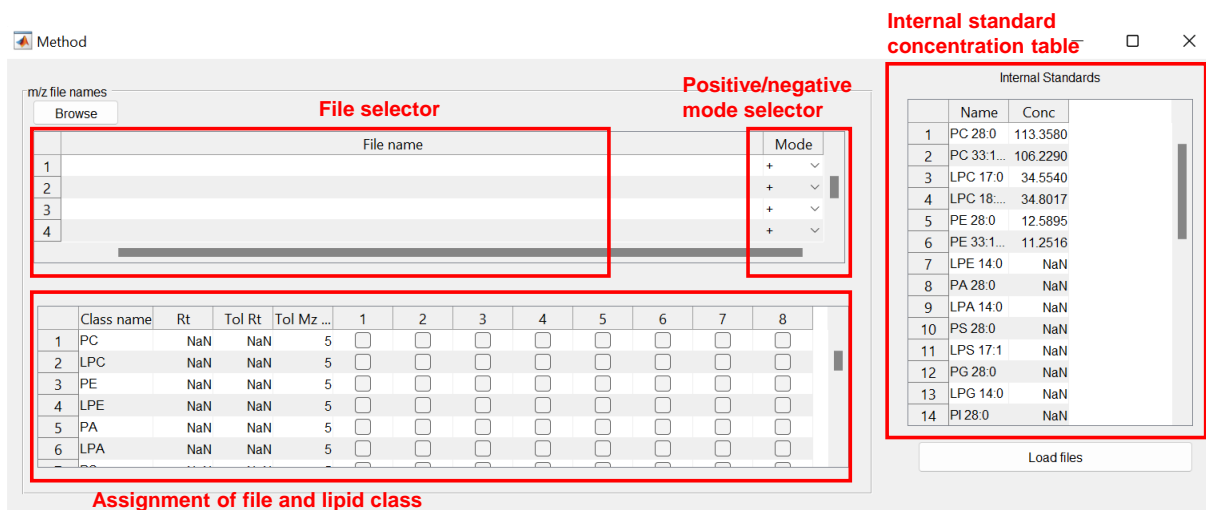 Internal standard
concentration table
Method
Internal Standards
m/z file names
Browse
File selector
Positive/negative
mode selector
File name Mode
1 +
2 +
3 +
4 +
Name Conc
1 PC 28:0 113.3580
2 PC 33:1... 106.2290
3 LPC 17:0 34.5540
4 LPC 18:... 34.8017
5 PE 28:0 12.5895
6 PE 33:1... 11.2516
7 LPE 14:0 NaN
8 PA 28:0 NaN
9 LPA 14:0 NaN
10 PS 28:0 NaN
11 LPS 17:1 NaN
12 PG 28:0 NaN
13 LPG 14:0 NaN
14 PI 28:0 NaN
Load files
Class name Rt Tol Rt Tol Mz ... 1 2 3 4 5 6 7 8
1 PC NaN NaN 5
2 LPC NaN NaN 5
3 PE NaN NaN 5
4 LPE NaN NaN 5
5 PA NaN NaN 5
6 LPA NaN NaN 5
Assignment of file and lipid class